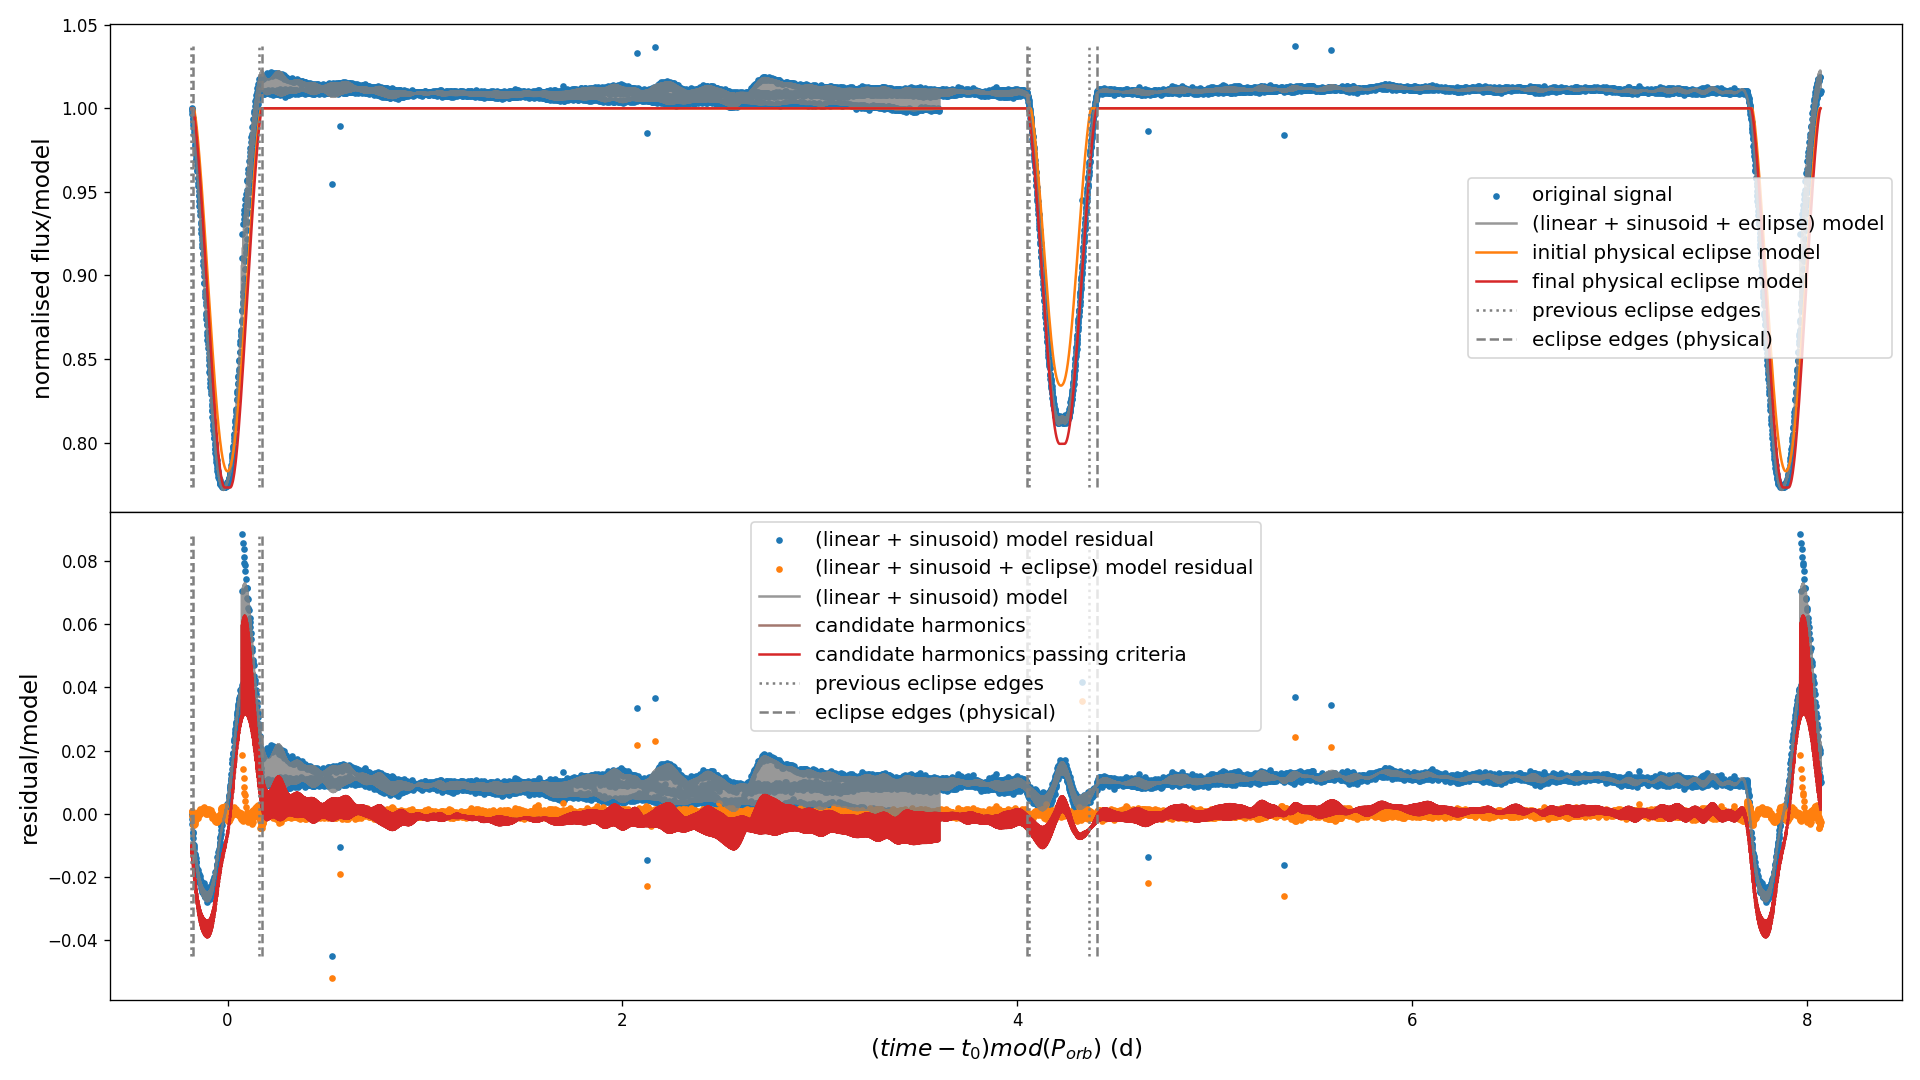 1.05
1.00
0.95
0.90
0.85
0.80
normalised flux/model
original signal
(linear + sinusoid + eclipse) model
initial physical eclipse model
final physical eclipse model
previous eclipse edges
eclipse edges (physical)
0.08
0.06
0.04
0.02
0.00
−0.02
−0.04
residual/model
(linear + sinusoid) model residual
(linear + sinusoid + eclipse) model residual
(linear + sinusoid) model
candidate harmonics
candidate harmonics passing criteria
previous eclipse edges
eclipse edges (physical)
0 2 4 6 8
(time − t₀)mod(P_orb) (d)